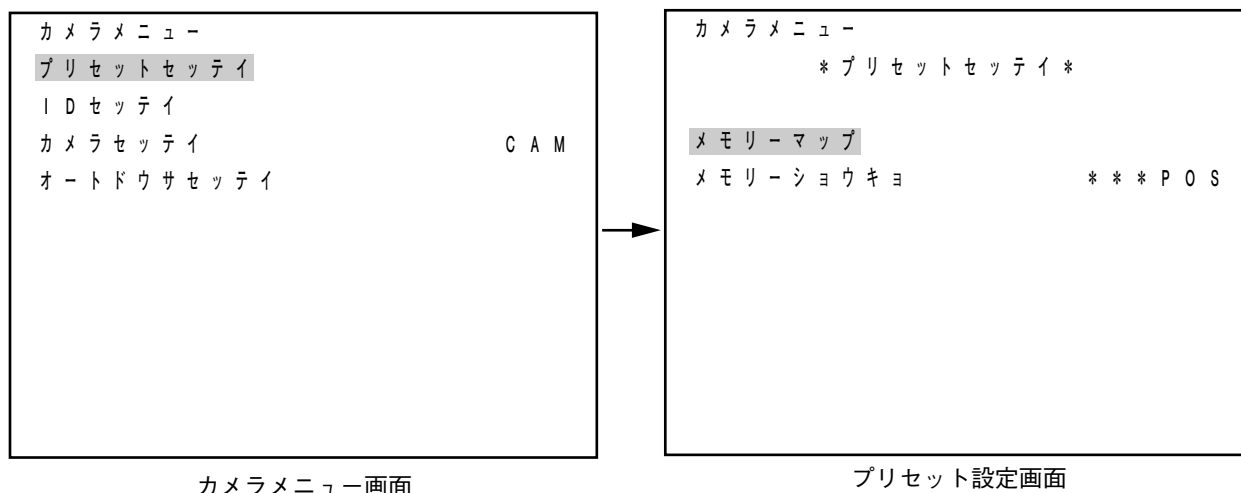 カメラメニュー
プリセットセッテイ
IDセッテイ
カメラセッテイ CAM
オートドウサセッテイ
カメラメニュー画面
カメラメニュー
*プリセットセッテイ*
メモリーマップ
メモリーショウキョ ***POS
プリセット設定画面